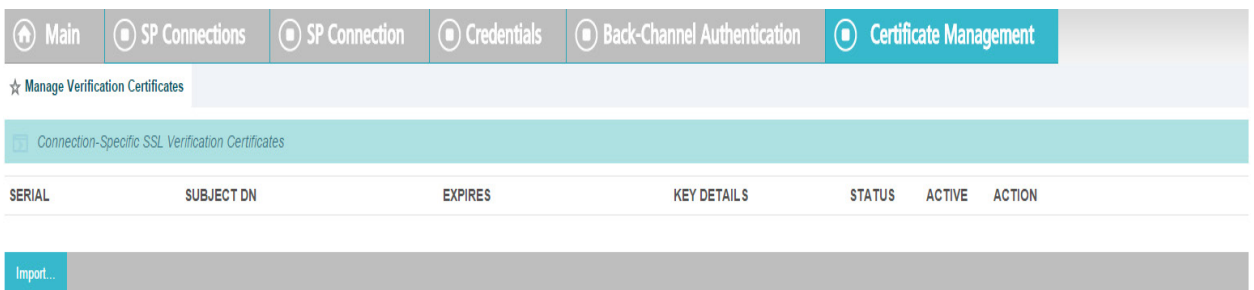 Main SP Connections SP Connection Credentials Back-Channel Authentication Certificate Management
Manage Verification Certificates
Connection-Specific SSL Verification Certificates
SERIAL SUBJECT DN EXPIRES KEY DETAILS STATUS ACTIVE ACTION
Import...